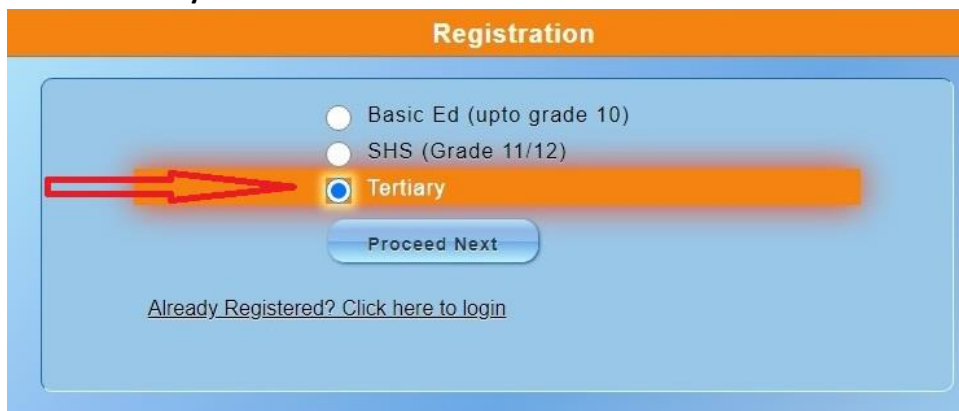 Registration
Basic Ed (upto grade 10)
SHS (Grade 11/12)
Tertiary
Proceed Next
Already Registered? Click here to login